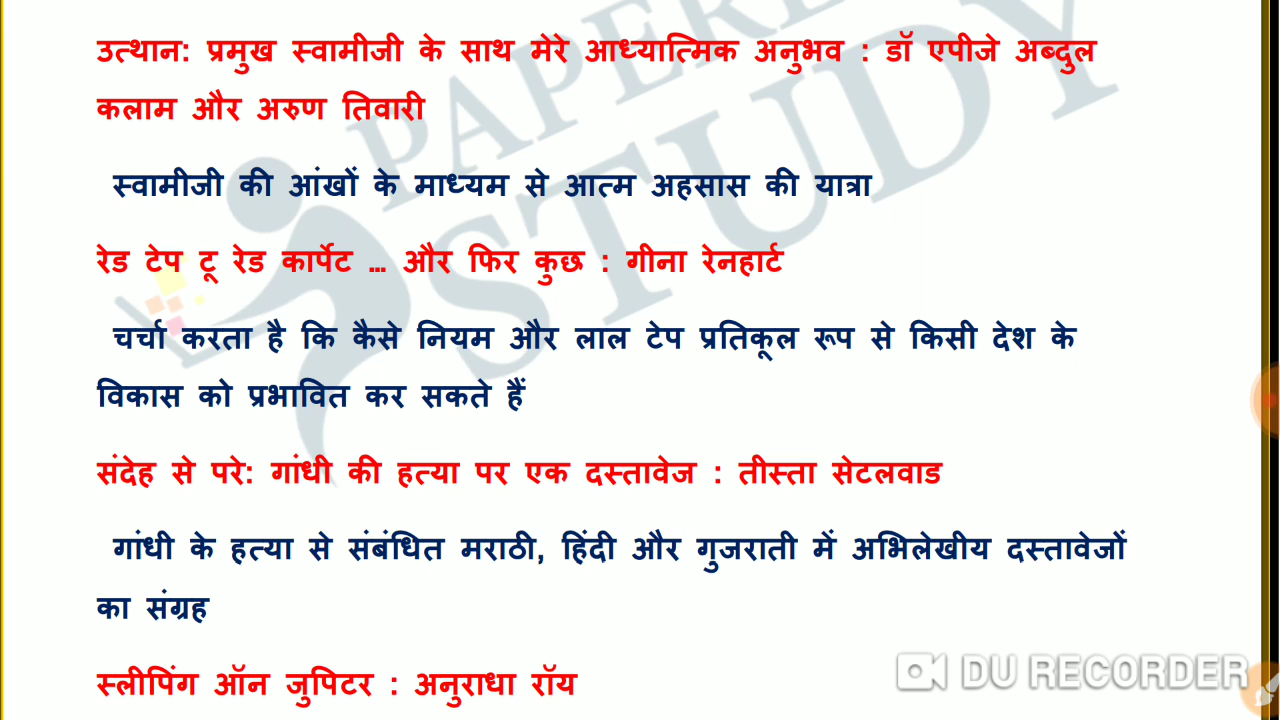 उत्थान: प्रमुख स्वामीजी के साथ मेरे आध्यात्मिक अनुभव : डॉ एपीजे अब्दुल
कलाम और अरुण तिवारी
स्वामीजी की आंखों के माध्यम से आत्म अहसास की यात्रा
रेड टेप टू रेड कार्पेट ... और फिर कुछ : गीना रेनहार्ट
चर्चा करता है कि कैसे नियम और लाल टेप प्रतिकूल रूप से किसी देश के
विकास को प्रभावित कर सकते हैं
संदेह से परे: गांधी की हत्या पर एक दस्तावेज : तीस्ता सेटलवाड
गांधी के हत्या से संबंधित मराठी, हिंदी और गुजराती में अभिलेखीय दस्तावेजों
का संग्रह
स्लीपिंग ऑन जुपिटर : अनुराधा रॉय
STUDY
DU RECORDER